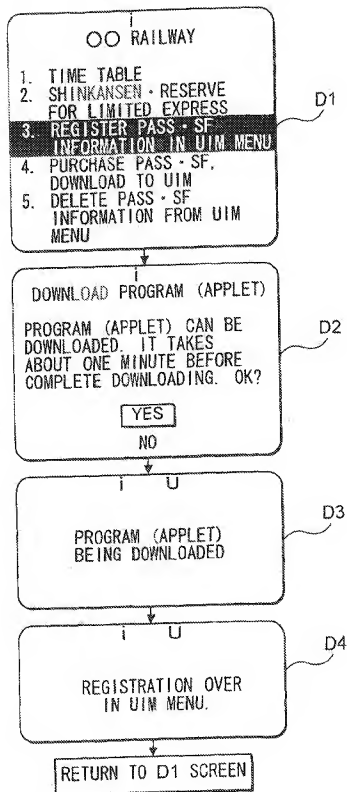 i
OO RAILWAY
1. TIME TABLE
2. SHINKANSEN・RESERVE
FOR LIMITED EXPRESS
3. REGISTER PASS・SF
INFORMATION IN UIM MENU
4. PURCHASE PASS・SF,
DOWNLOAD TO UIM
5. DELETE PASS・SF
INFORMATION FROM UIM
MENU
D1
i
DOWNLOAD PROGRAM (APPLET)
PROGRAM (APPLET) CAN BE
DOWNLOADED. IT TAKES
ABOUT ONE MINUTE BEFORE
COMPLETE DOWNLOADING. OK?
YES
NO
D2
i U
PROGRAM (APPLET)
BEING DOWNLOADED
D3
i U
REGISTRATION OVER
IN UIM MENU.
D4
RETURN TO D1 SCREEN